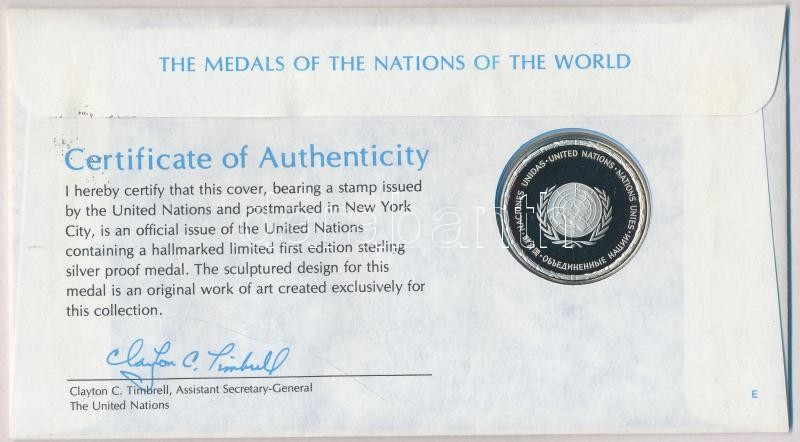 THE MEDALS OF THE NATIONS OF THE WORLD
Certificate of Authenticity
I hereby certify that this cover, bearing a stamp issued
by the United Nations and postmarked in New York
City, is an official issue of the United Nations
containing a hallmarked limited first edition sterling
silver proof medal. The sculptured design for this
medal is an original work of art created exclusively for
this collection.
Clayton C. Timbrell
Clayton C. Timbrell, Assistant Secretary-General
The United Nations
NACIONES UNIDAS · UNITED NATIONS · NATIONS UNIES · ОБЪЕДИНЕННЫЕ НАЦИИ ·
darabanth
E